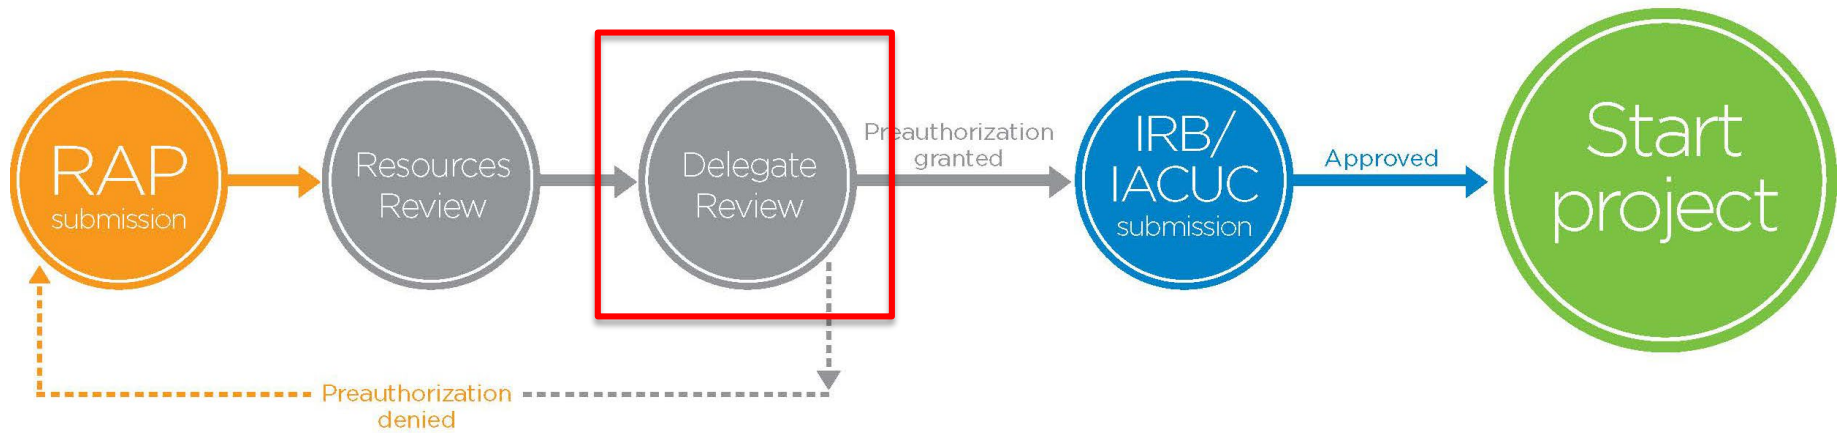 RAP
submission
Resources
Review
Delegate
Review
Preauthorization
granted
IRB/
IACUC
submission
Approved
Start
project
Preauthorization
denied